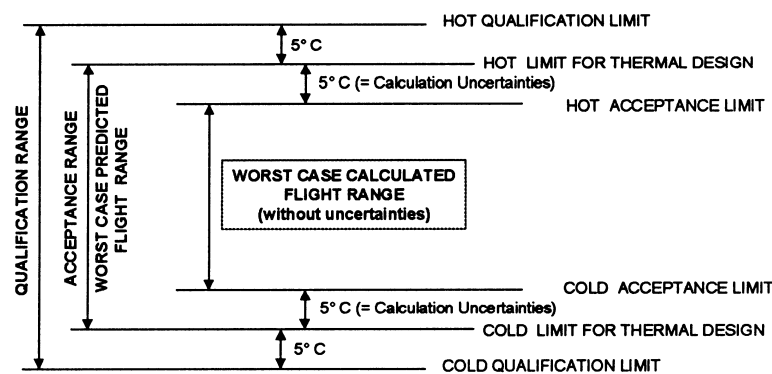 HOT QUALIFICATION LIMIT
5° C
HOT LIMIT FOR THERMAL DESIGN
5° C (= Calculation Uncertainties)
HOT ACCEPTANCE LIMIT
QUALIFICATION RANGE
ACCEPTANCE RANGE
WORST CASE PREDICTED
FLIGHT RANGE
WORST CASE CALCULATED
FLIGHT RANGE
(without uncertainties)
COLD ACCEPTANCE LIMIT
5° C (= Calculation Uncertainties)
COLD LIMIT FOR THERMAL DESIGN
5° C
COLD QUALIFICATION LIMIT